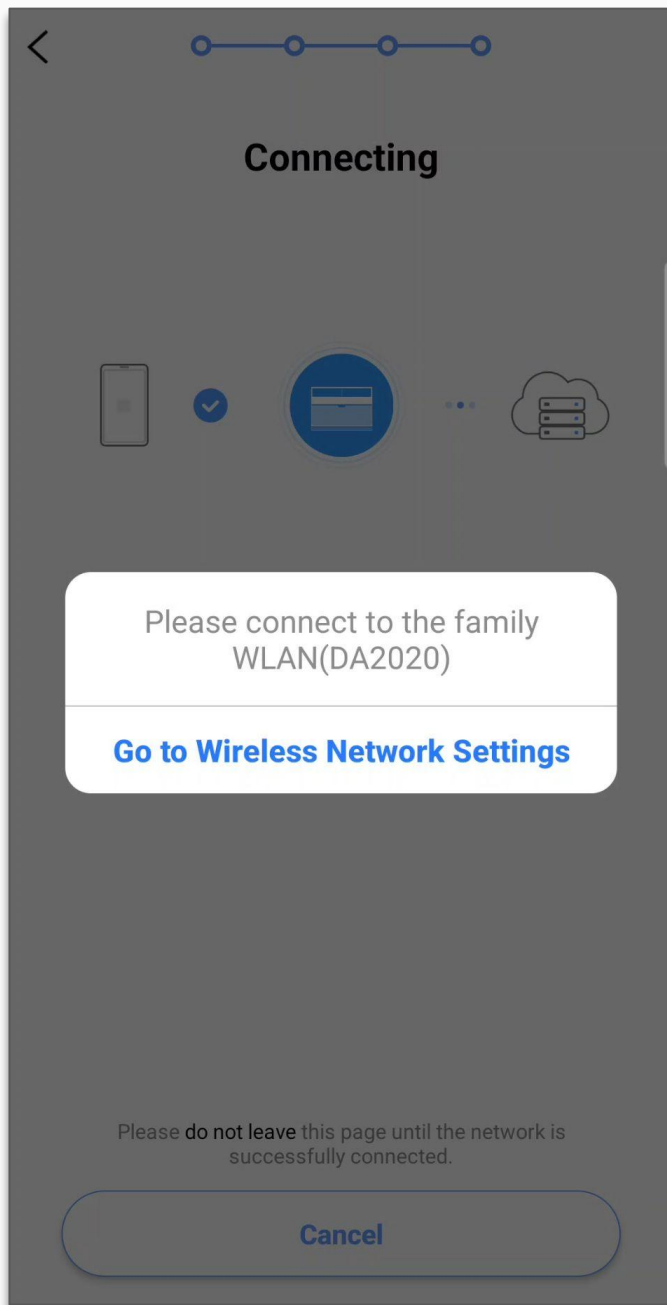 Connecting
Please connect to the family
WLAN(DA2020)
Go to Wireless Network Settings
Please do not leave this page until the network is
successfully connected.
Cancel